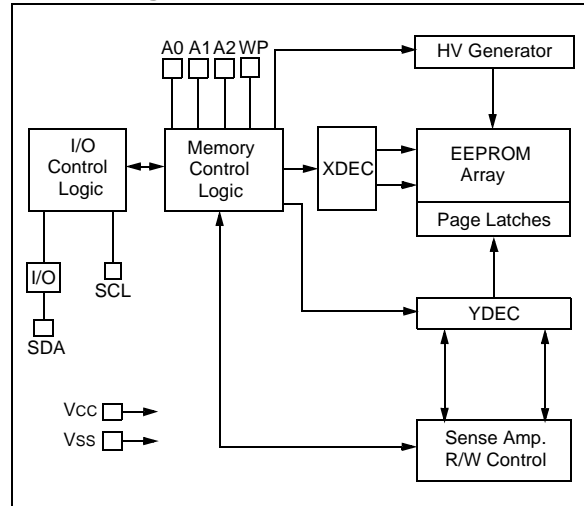 A0 A1 A2 WP
HV Generator
I/O
Control
Logic
Memory
Control
Logic
XDEC
EEPROM
Array
Page Latches
I/O
SCL
SDA
YDEC
VCC
VSS
Sense Amp.
R/W Control